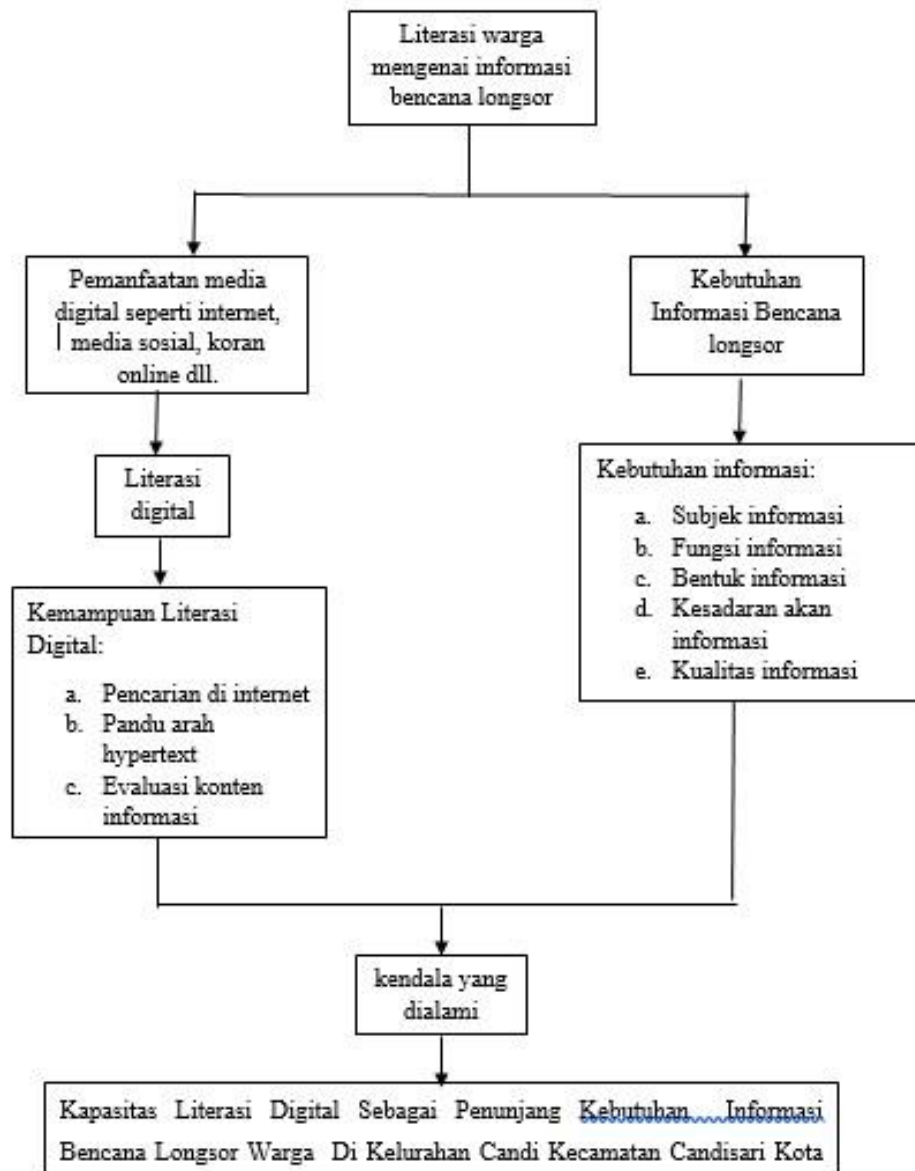 Literasi warga
mengenai informasi
bencana longsor
Pemanfaatan media
digital seperti internet,
media sosial, koran
online dll.
Kebutuhan
Informasi Bencana
longsor
Literasi
digital
Kebutuhan informasi:
a. Subjek informasi
b. Fungsi informasi
c. Bentuk informasi
d. Kesadaran akan
informasi
e. Kualitas informasi
Kemampuan Literasi
Digital:
a. Pencarian di internet
b. Pandu arah
hypertext
c. Evaluasi konten
informasi
kendala yang
dialami
Kapasitas Literasi Digital Sebagai Penunjang Kebutuhan Informasi
Bencana Longsor Warga Di Kelurahan Candi Kecamatan Candisari Kota